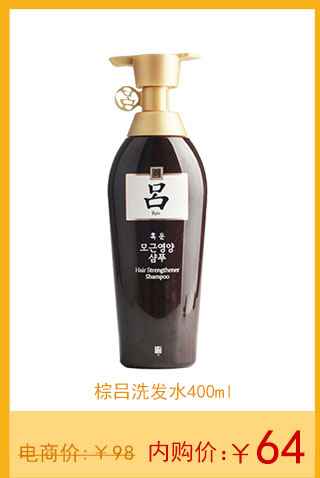 呂
Ryo
흑 운
모근영양
샴푸
Hair Strengthener
Shampoo
棕吕洗发水400ml
电商价:￥98 内购价:￥64